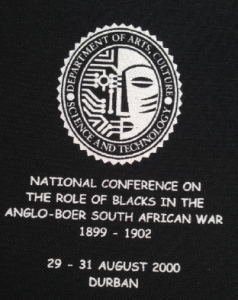 DEPARTMENT OF ARTS, CULTURE
SCIENCE AND TECHNOLOGY
NATIONAL CONFERENCE ON
THE ROLE OF BLACKS IN THE
ANGLO-BOER SOUTH AFRICAN WAR
1899 - 1902
29 - 31 AUGUST 2000
DURBAN